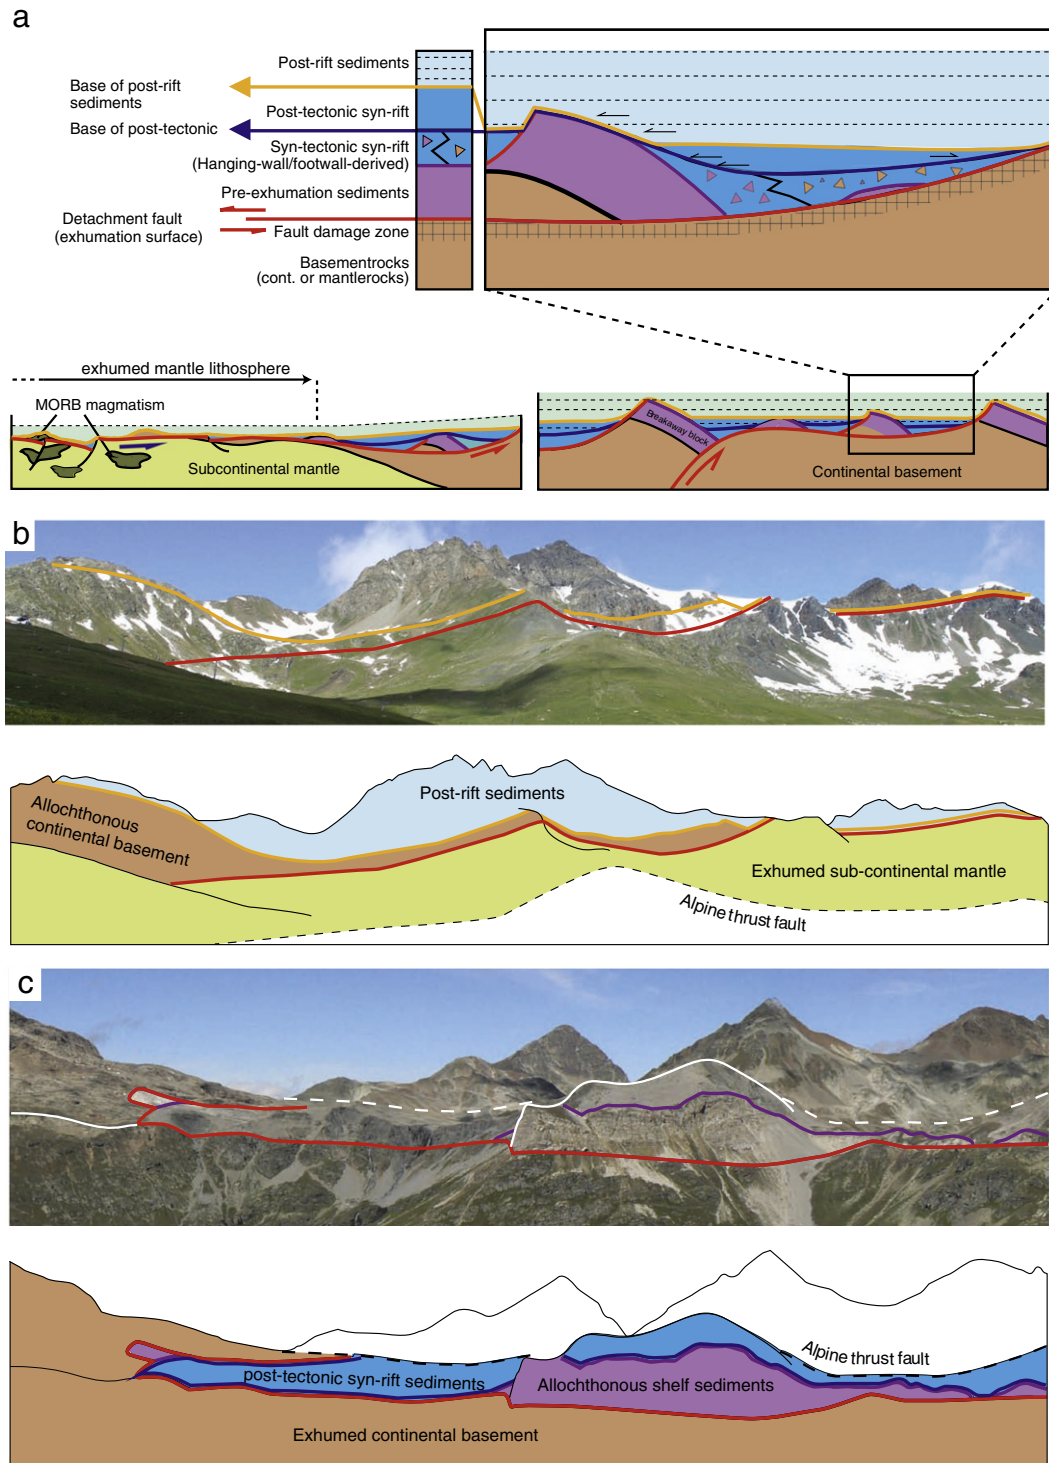 a
Post-rift sediments
Base of post-rift
sediments
Post-tectonic syn-rift
Base of post-tectonic
Syn-tectonic syn-rift
(Hanging-wall/footwall-derived)
Pre-exhumation sediments
Detachment fault
(exhumation surface)
Fault damage zone
Basementrocks
(cont. or mantlerocks)
exhumed mantle lithosphere
MORB magmatism
Subcontinental mantle
Breakaway block
Continental basement
b
Allochthonous
continental basement
Post-rift sediments
Exhumed sub-continental mantle
Alpine thrust fault
c
Alpine thrust fault
post-tectonic syn-rift sediments
Allochthonous shelf sediments
Exhumed continental basement